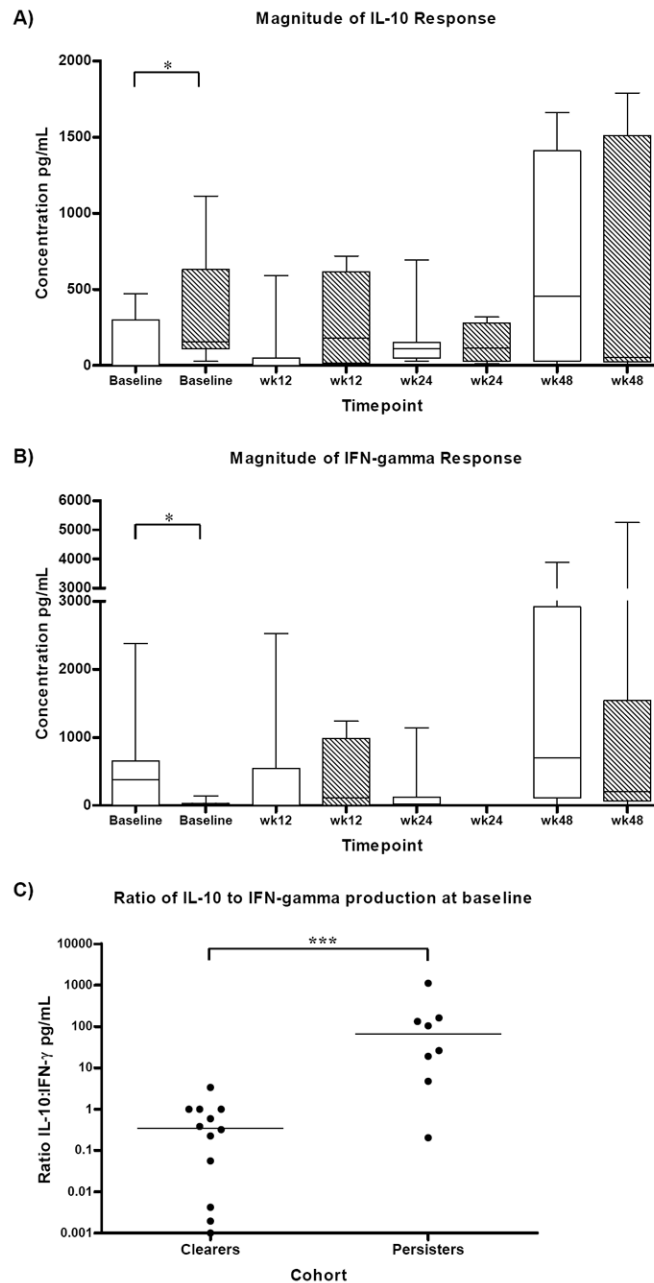 A)
Magnitude of IL-10 Response
*
2000
1500
1000
500
0
Concentration pg/mL
Baseline Baseline wk12 wk12 wk24 wk24 wk48 wk48
Timepoint
B)
Magnitude of IFN-gamma Response
*
6000
5000
4000
3000
3000
2000
1000
0
Concentration pg/mL
Baseline Baseline wk12 wk12 wk24 wk24 wk48 wk48
Timepoint
C)
Ratio of IL-10 to IFN-gamma production at baseline
***
10000
1000
100
10
1
0.1
0.01
0.001
Ratio IL-10:IFN-γ pg/mL
Clearers Persisters
Cohort